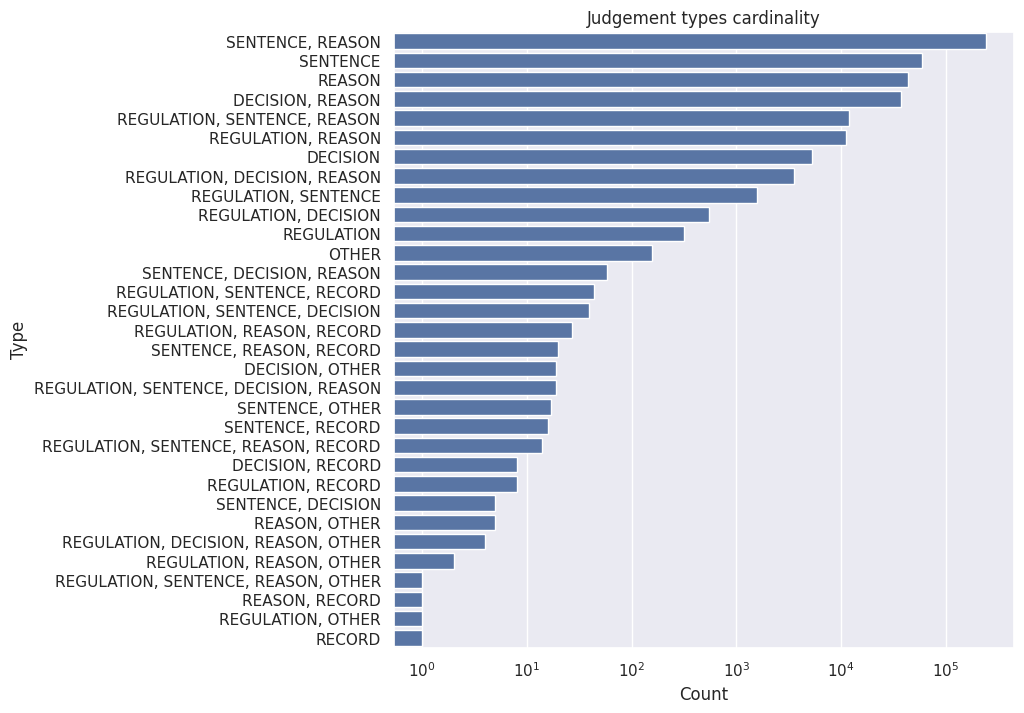 Judgement types cardinality
SENTENCE, REASON
SENTENCE
REASON
DECISION, REASON
REGULATION, SENTENCE, REASON
REGULATION, REASON
DECISION
REGULATION, DECISION, REASON
REGULATION, SENTENCE
REGULATION, DECISION
REGULATION
OTHER
SENTENCE, DECISION, REASON
REGULATION, SENTENCE, RECORD
REGULATION, SENTENCE, DECISION
REGULATION, REASON, RECORD
SENTENCE, REASON, RECORD
DECISION, OTHER
REGULATION, SENTENCE, DECISION, REASON
SENTENCE, OTHER
SENTENCE, RECORD
REGULATION, SENTENCE, REASON, RECORD
DECISION, RECORD
REGULATION, RECORD
SENTENCE, DECISION
REASON, OTHER
REGULATION, DECISION, REASON, OTHER
REGULATION, REASON, OTHER
REGULATION, SENTENCE, REASON, OTHER
REASON, RECORD
REGULATION, OTHER
RECORD
Type
10⁰ 10¹ 10² 10³ 10⁴ 10⁵
Count